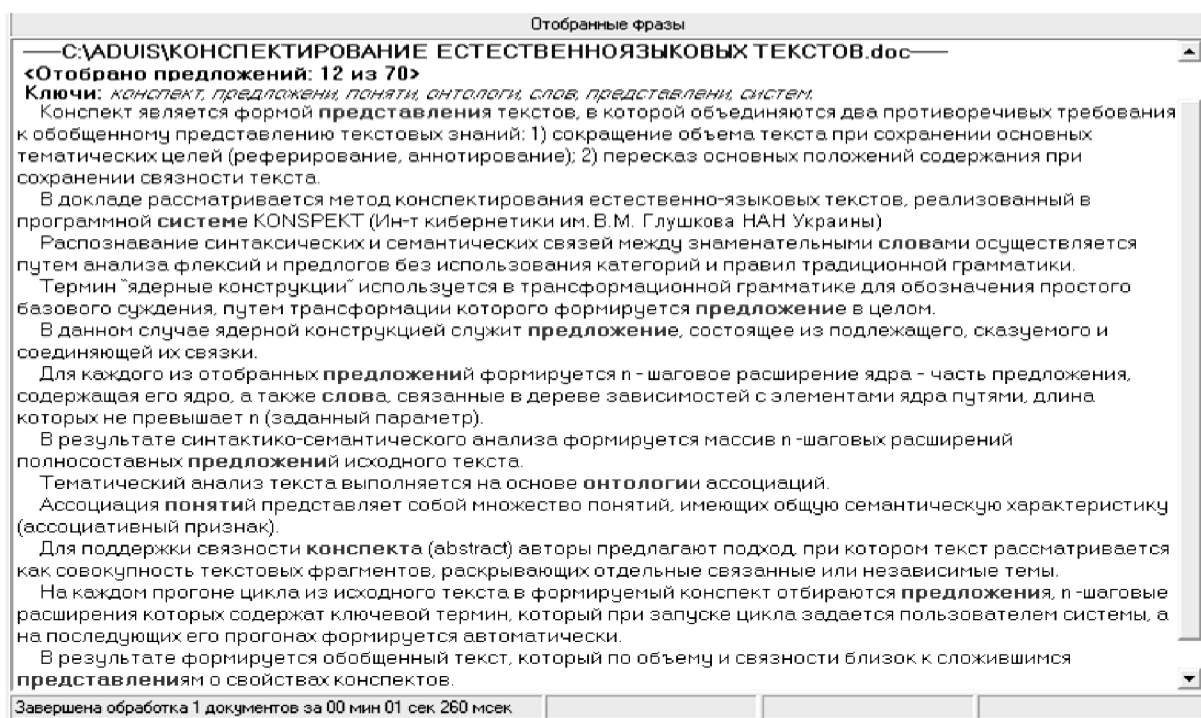 Отобранные фразы
——C:\ADUIS\КОНСПЕКТИРОВАНИЕ ЕСТЕСТВЕННОЯЗЫКОВЫХ ТЕКСТОВ.doc——
<Отобрано предложений: 12 из 70>
Ключи: конспект, предложени, поняти, онтологи, слов, представлени, систем.
Конспект является формой представления текстов, в которой объединяются два противоречивых требования
к обобщенному представлению текстовых знаний: 1) сокращение объема текста при сохранении основных
тематических целей (реферирование, аннотирование); 2) пересказ основных положений содержания при
сохранении связности текста.
В докладе рассматривается метод конспектирования естественно-языковых текстов, реализованный в
программной системе KONSPEKT (Ин-т кибернетики им. В.М. Глушкова НАН Украины)
Распознавание синтаксических и семантических связей между знаменательными словами осуществляется
путем анализа флексий и предлогов без использования категорий и правил традиционной грамматики.
Термин "ядерные конструкции" используется в трансформационной грамматике для обозначения простого
базового суждения, путем трансформации которого формируется предложение в целом.
В данном случае ядерной конструкцией служит предложение, состоящее из подлежащего, сказуемого и
соединяющей их связки.
Для каждого из отобранных предложений формируется n - шаговое расширение ядра - часть предложения,
содержащая его ядро, а также слова, связанные в дереве зависимостей с элементами ядра путями, длина
которых не превышает n (заданный параметр).
В результате синтактико-семантического анализа формируется массив n -шаговых расширений
полносоставных предложений исходного текста.
Тематический анализ текста выполняется на основе онтологии ассоциаций.
Ассоциация понятий представляет собой множество понятий, имеющих общую семантическую характеристику
(ассоциативный признак).
Для поддержки связности конспекта (abstract) авторы предлагают подход, при котором текст рассматривается
как совокупность текстовых фрагментов, раскрывающих отдельные связанные или независимые темы.
На каждом прогоне цикла из исходного текста в формируемый конспект отбираются предложения, n -шаговые
расширения которых содержат ключевой термин, который при запуске цикла задается пользователем системы, а
на последующих его прогонах формируется автоматически.
В результате формируется обобщенный текст, который по объему и связности близок к сложившимся
представлениям о свойствах конспектов.
Завершена обработка 1 документов за 00 мин 01 сек 260 мсек